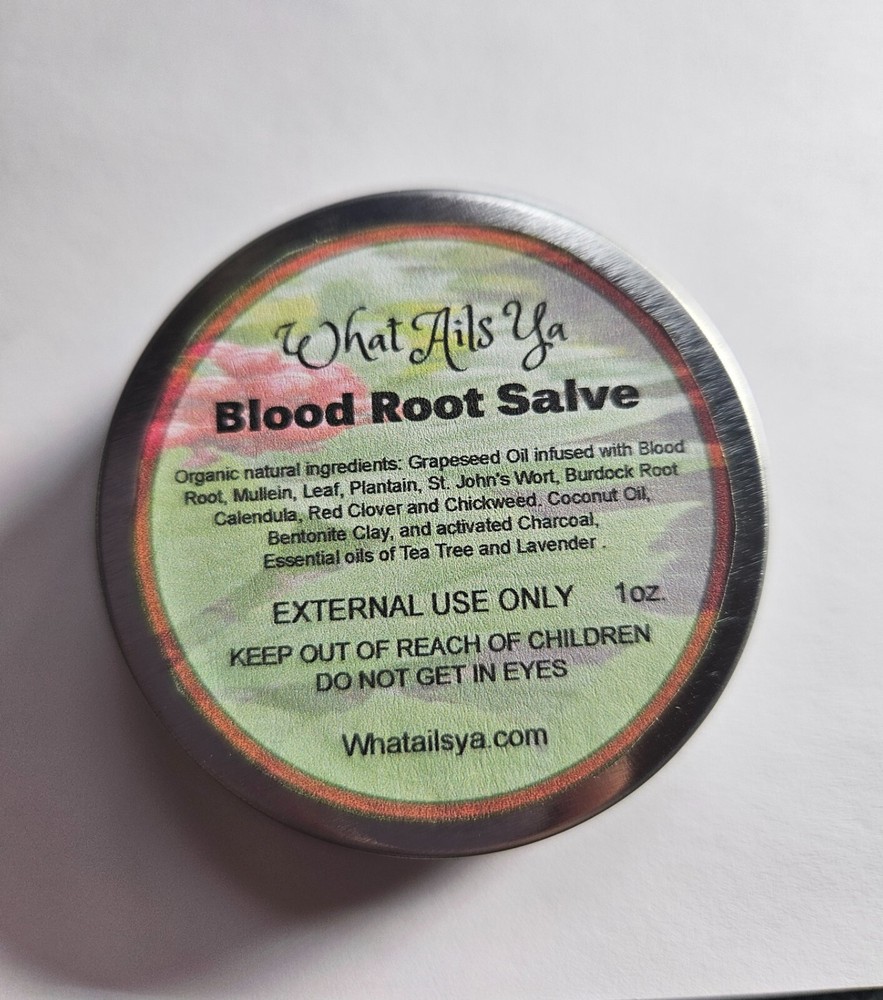 What Ails Ya
Blood Root Salve
Organic natural ingredients: Grapeseed Oil infused with Blood
Root, Mullein, Leaf, Plantain, St. John's Wort, Burdock Root
Calendula, Red Clover and Chickweed. Coconut Oil,
Bentonite Clay, and activated Charcoal,
Essential oils of Tea Tree and Lavender .
EXTERNAL USE ONLY 1oz.
KEEP OUT OF REACH OF CHILDREN
DO NOT GET IN EYES
Whatailsya.com